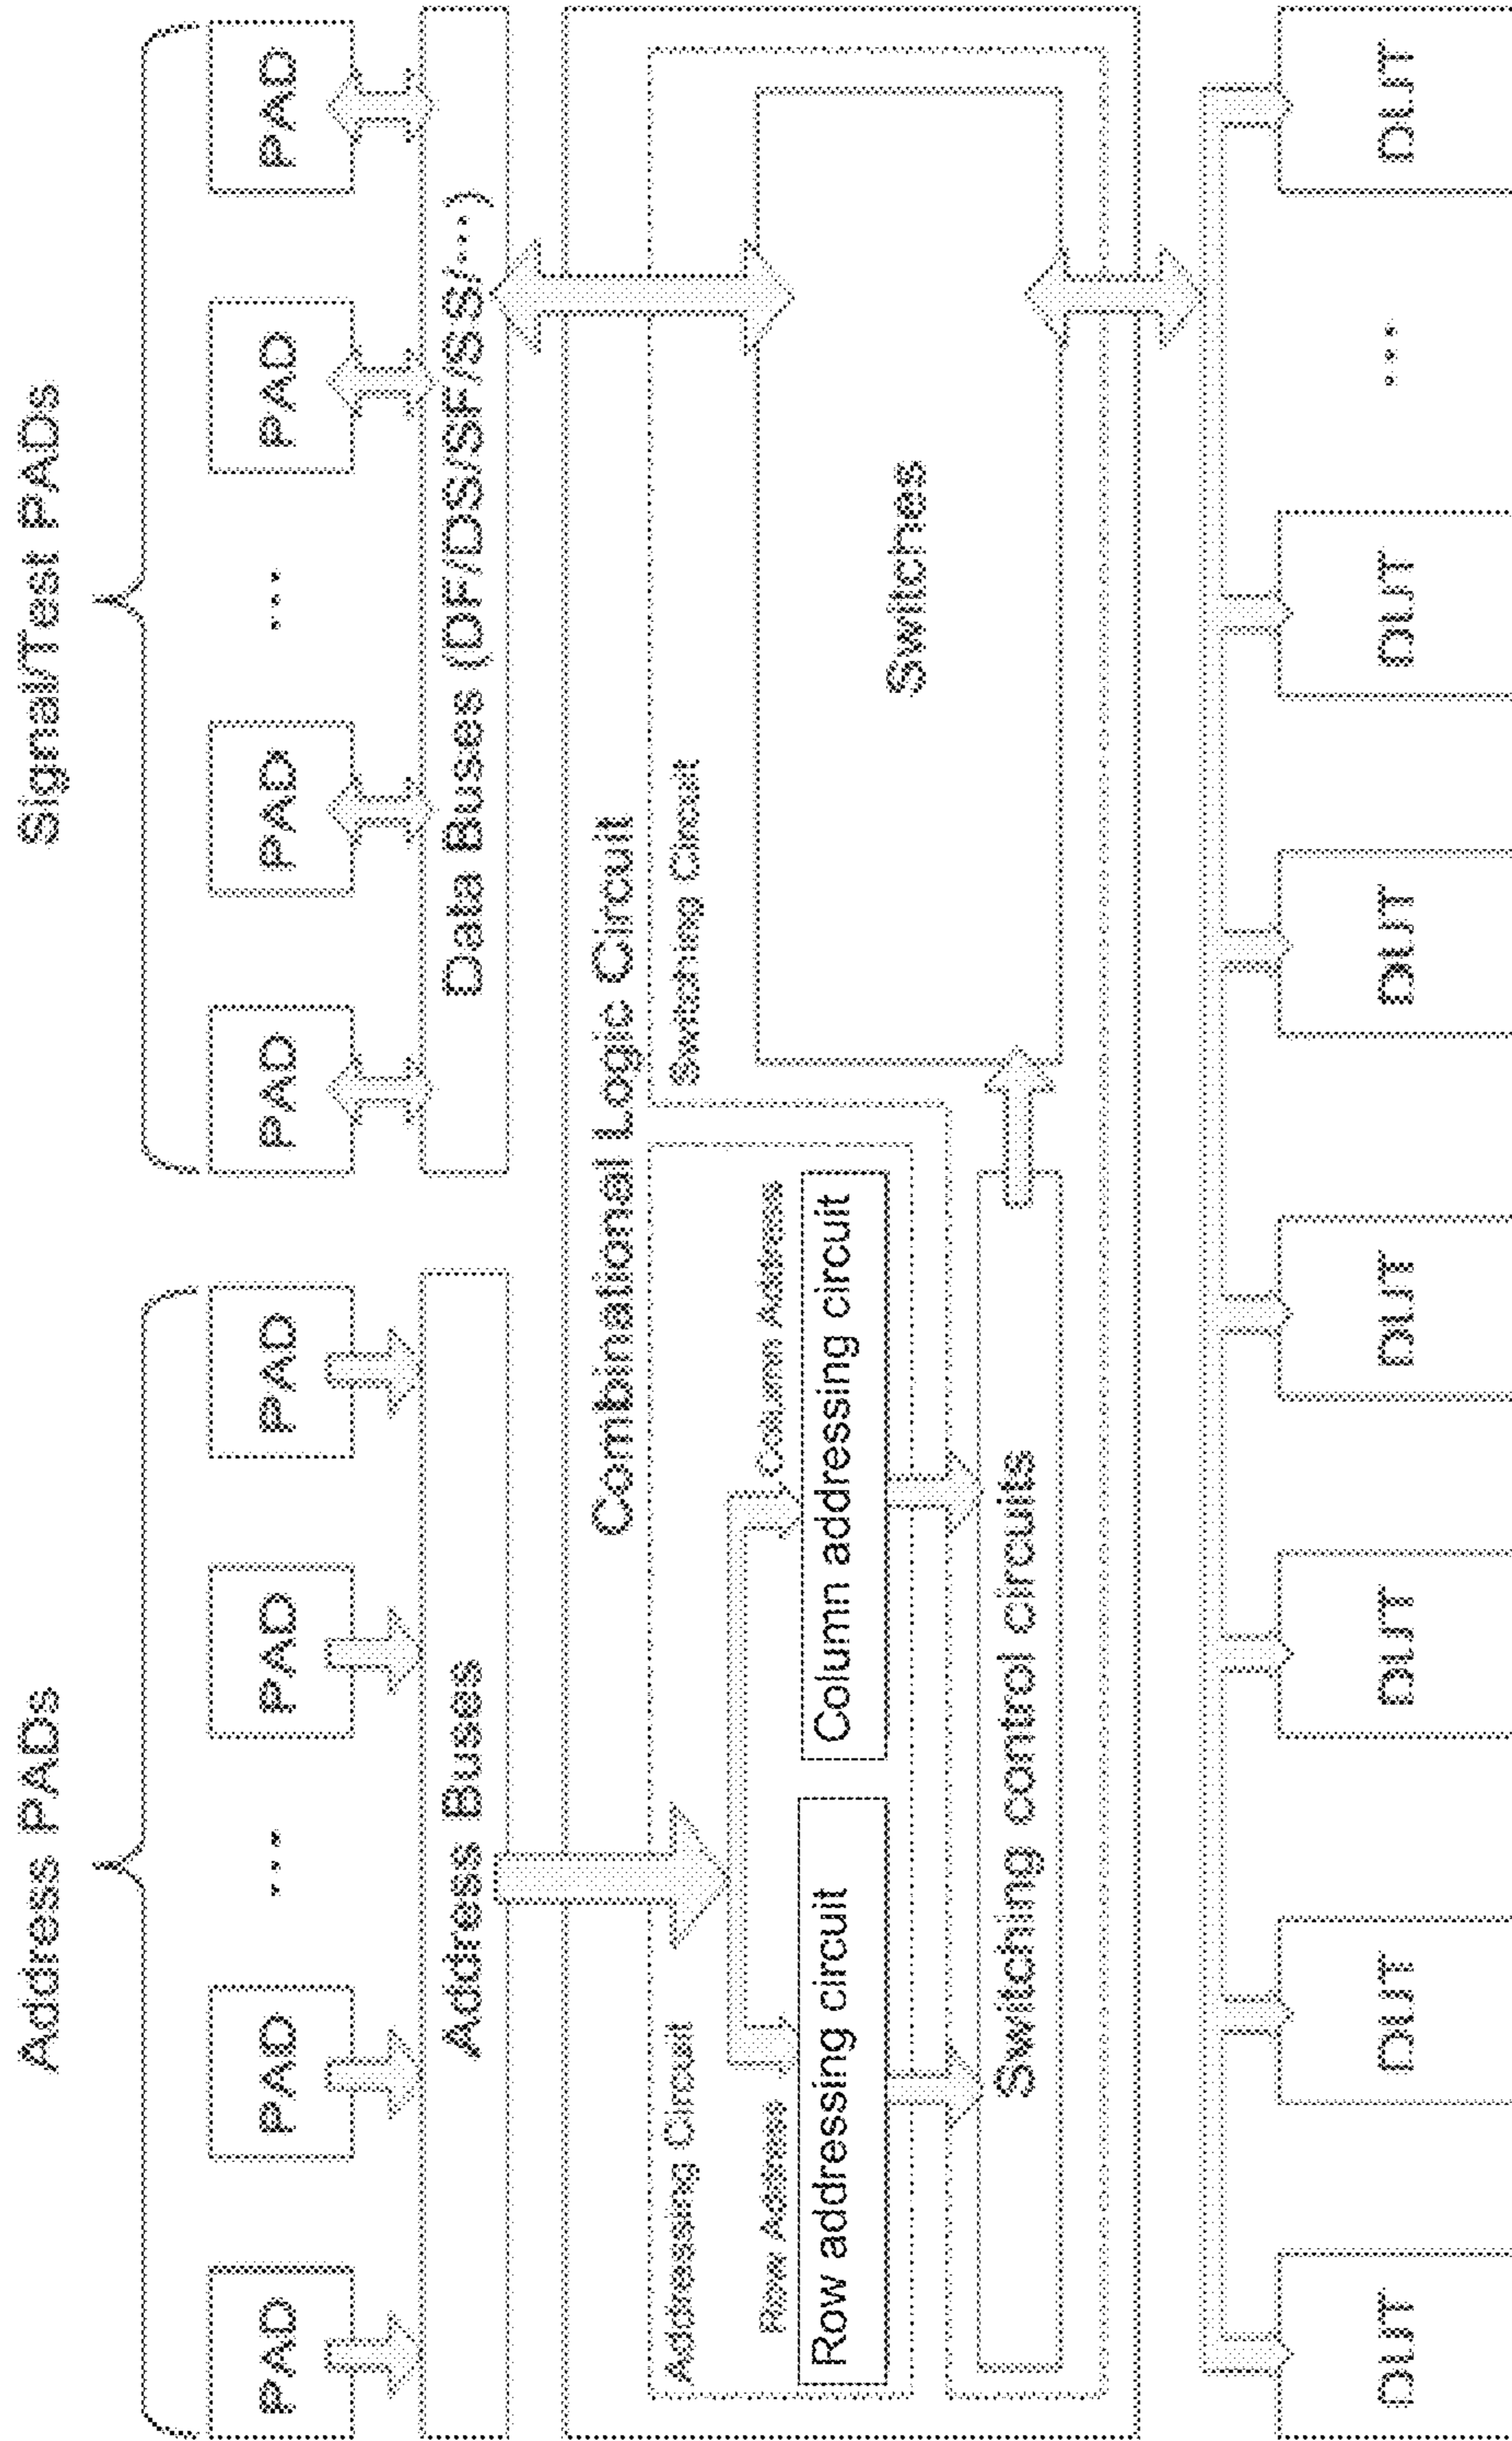 Address PADs
Signal/Test PADs
PAD
PAD
...
PAD
PAD
PAD
PAD
...
PAD
PAD
Address Buses
Data Buses (DF/DS/SF/SS/...)
Combinational Logic Circuit
Addressing Circuit
Switching Circuit
Row Address
Column Address
Row addressing circuit
Column addressing circuit
Switches
Switching control circuits
DUT
DUT
DUT
DUT
DUT
DUT
...
DUT